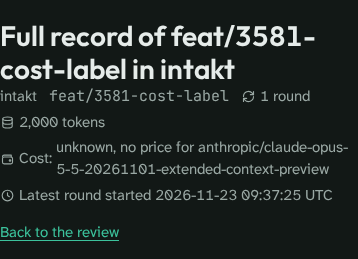 Full record of feat/3581-
cost-label in intakt
intakt feat/3581-cost-label 1 round
2,000 tokens
Cost: unknown, no price for anthropic/claude-opus-
5-5-20261101-extended-context-preview
Latest round started 2026-11-23 09:37:25 UTC
Back to the review